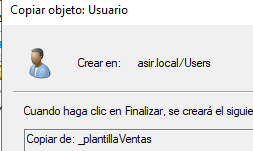 Copiar objeto: Usuario
Crear en: asir.local/Users
Cuando haga clic en Finalizar, se creará el siguie
Copiar de: _plantillaVentas